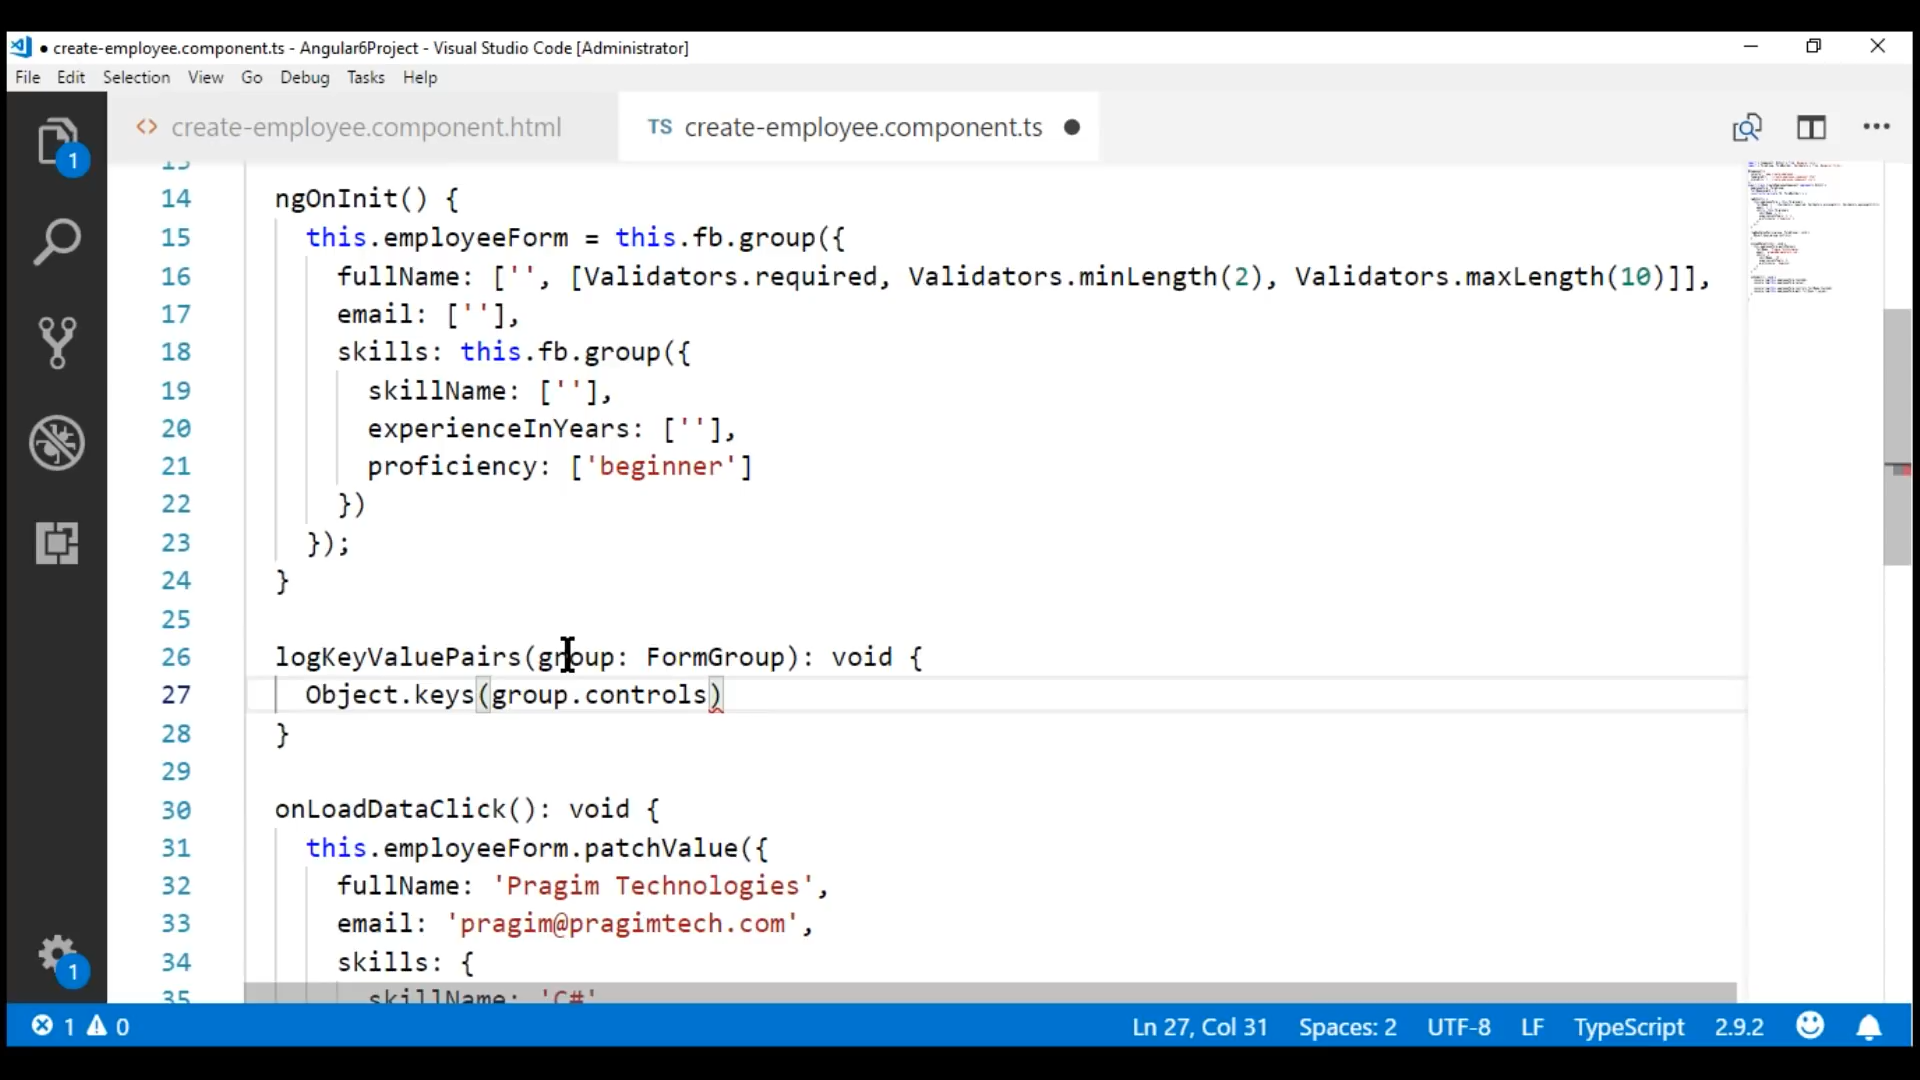 create-employee.component.ts - Angular6Project - Visual Studio Code [Administrator]
File Edit Selection View Go Debug Tasks Help
<> create-employee.component.html TS create-employee.component.ts
1
14 ngOnInit() {
15 this.employeeForm = this.fb.group({
16 fullName: ['', [Validators.required, Validators.minLength(2), Validators.maxLength(10)]],
17 email: [''],
18 skills: this.fb.group({
19 skillName: [''],
20 experienceInYears: [''],
21 proficiency: ['beginner']
22 })
23 });
24 }
25
26 logKeyValuePairs(group: FormGroup): void {
27 Object.keys(group.controls)
28 }
29
30 onLoadDataClick(): void {
31 this.employeeForm.patchValue({
32 fullName: 'Pragim Technologies',
33 email: 'pragim@pragimtech.com',
34 skills: {
35 skillName: 'C#'
1
1 0 Ln 27, Col 31 Spaces: 2 UTF-8 LF TypeScript 2.9.2